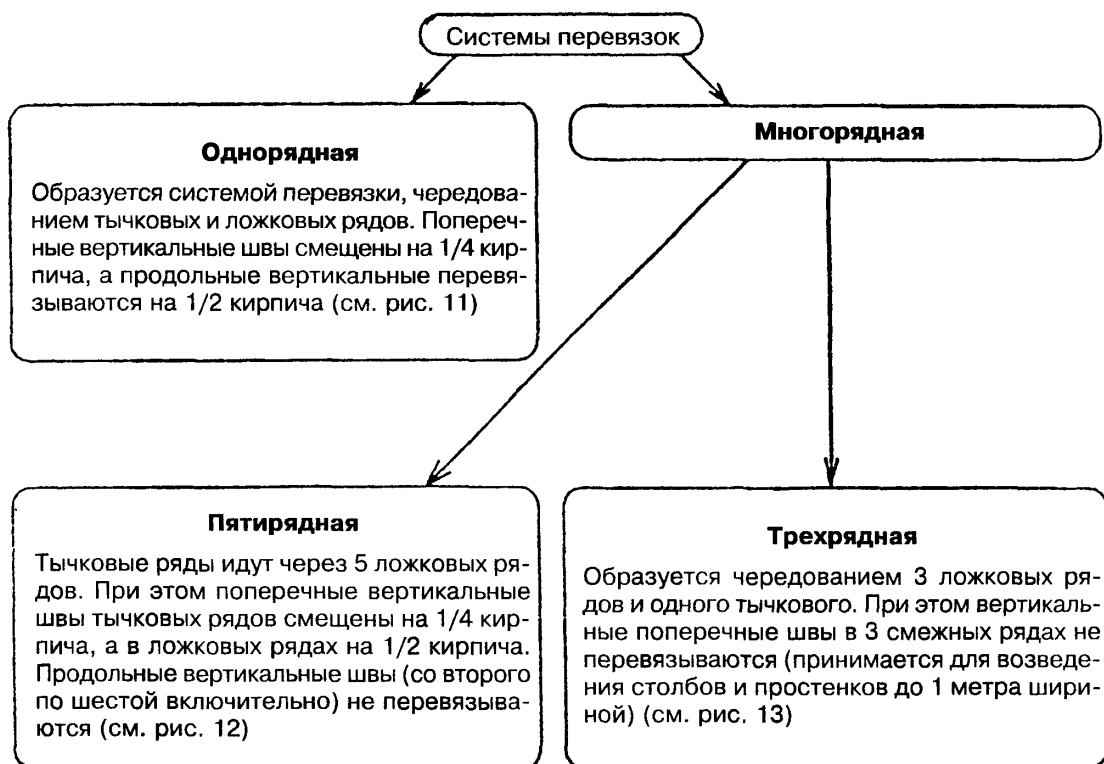 Системы перевязок
Однорядная
Образуется системой перевязки, чередова-
нием тычковых и ложковых рядов. Попереч-
ные вертикальные швы смещены на 1/4 кир-
пича, а продольные вертикальные перевя-
зываются на 1/2 кирпича (см. рис. 11)
Многорядная
Пятирядная
Тычковые ряды идут через 5 ложковых ря-
дов. При этом поперечные вертикальные
швы тычковых рядов смещены на 1/4 кир-
пича, а в ложковых рядах на 1/2 кирпича.
Продольные вертикальные швы (со второго
по шестой включительно) не перевязыва-
ются (см. рис. 12)
Трехрядная
Образуется чередованием 3 ложковых ря-
дов и одного тычкового. При этом вертикаль-
ные поперечные швы в 3 смежных рядах не
перевязываются (принимается для возведе-
ния столбов и простенков до 1 метра шири-
ной) (см. рис. 13)